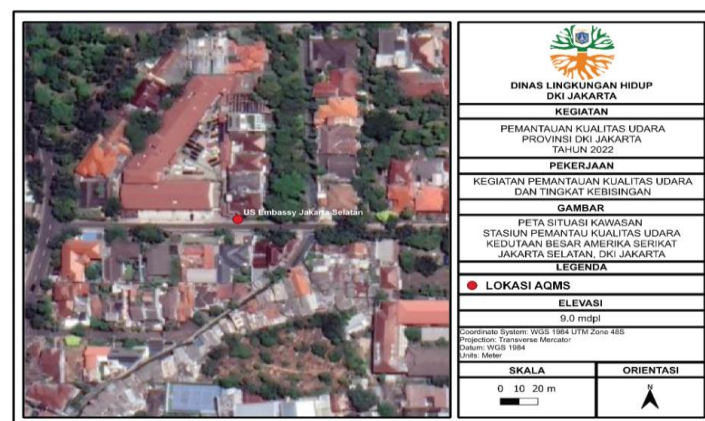 US Embassy Jakarta Selatan
DINAS LINGKUNGAN HIDUP
DKI JAKARTA
KEGIATAN
PEMANTAUAN KUALITAS UDARA
PROVINSI DKI JAKARTA
TAHUN 2022
PEKERJAAN
KEGIATAN PEMANTAUAN KUALITAS UDARA
DAN TINGKAT KEBISINGAN
GAMBAR
PETA SITUASI KAWASAN
STASIUN PEMANTAU KUALITAS UDARA
KEDUTAAN BESAR AMERIKA SERIKAT
JAKARTA SELATAN, DKI JAKARTA
LEGENDA
LOKASI AQMS
ELEVASI
9.0 mdpl
Coordinate System: WGS 1984 UTM Zone 48S
Projection: Transverse Mercator
Datum: WGS 1984
Units: Meter
SKALA
0 10 20 m
ORIENTASI
N